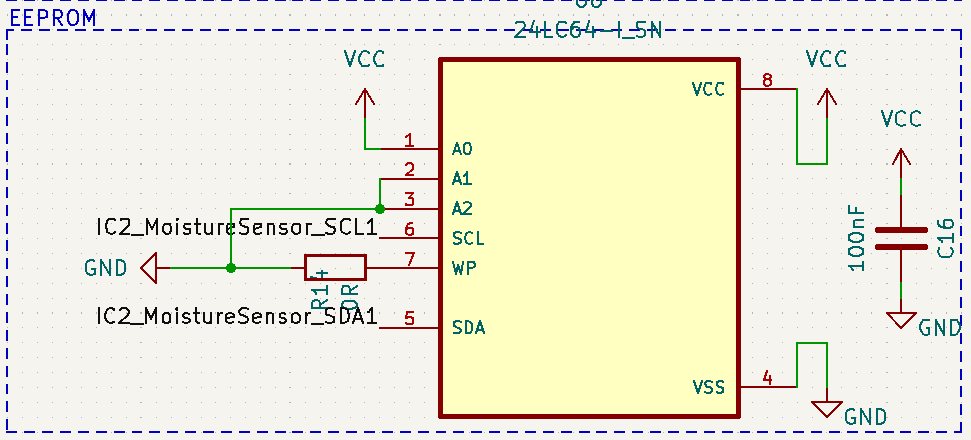 EEPROM
24LC64-I_SN
VCC
VCC
VCC
8
VCC
1
A0
2
A1
3
A2
IC2_MoistureSensor_SCL1
6
SCL
GND
7
WP
R14
0R
IC2_MoistureSensor_SDA1
5
SDA
100nF
C16
GND
VSS
4
GND